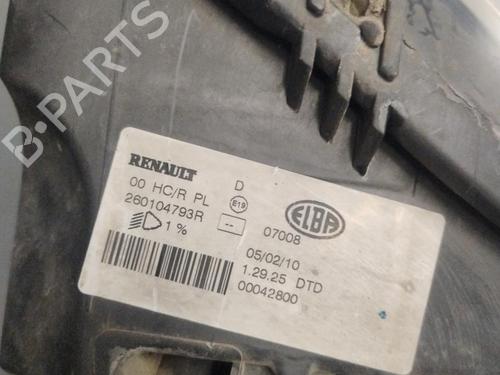 B-PARTS
RENAULT
00 HC/R PL D
260104793R E19 ELBA
1% -- 07008
05/02/10
1.29.25 DTD
00042800